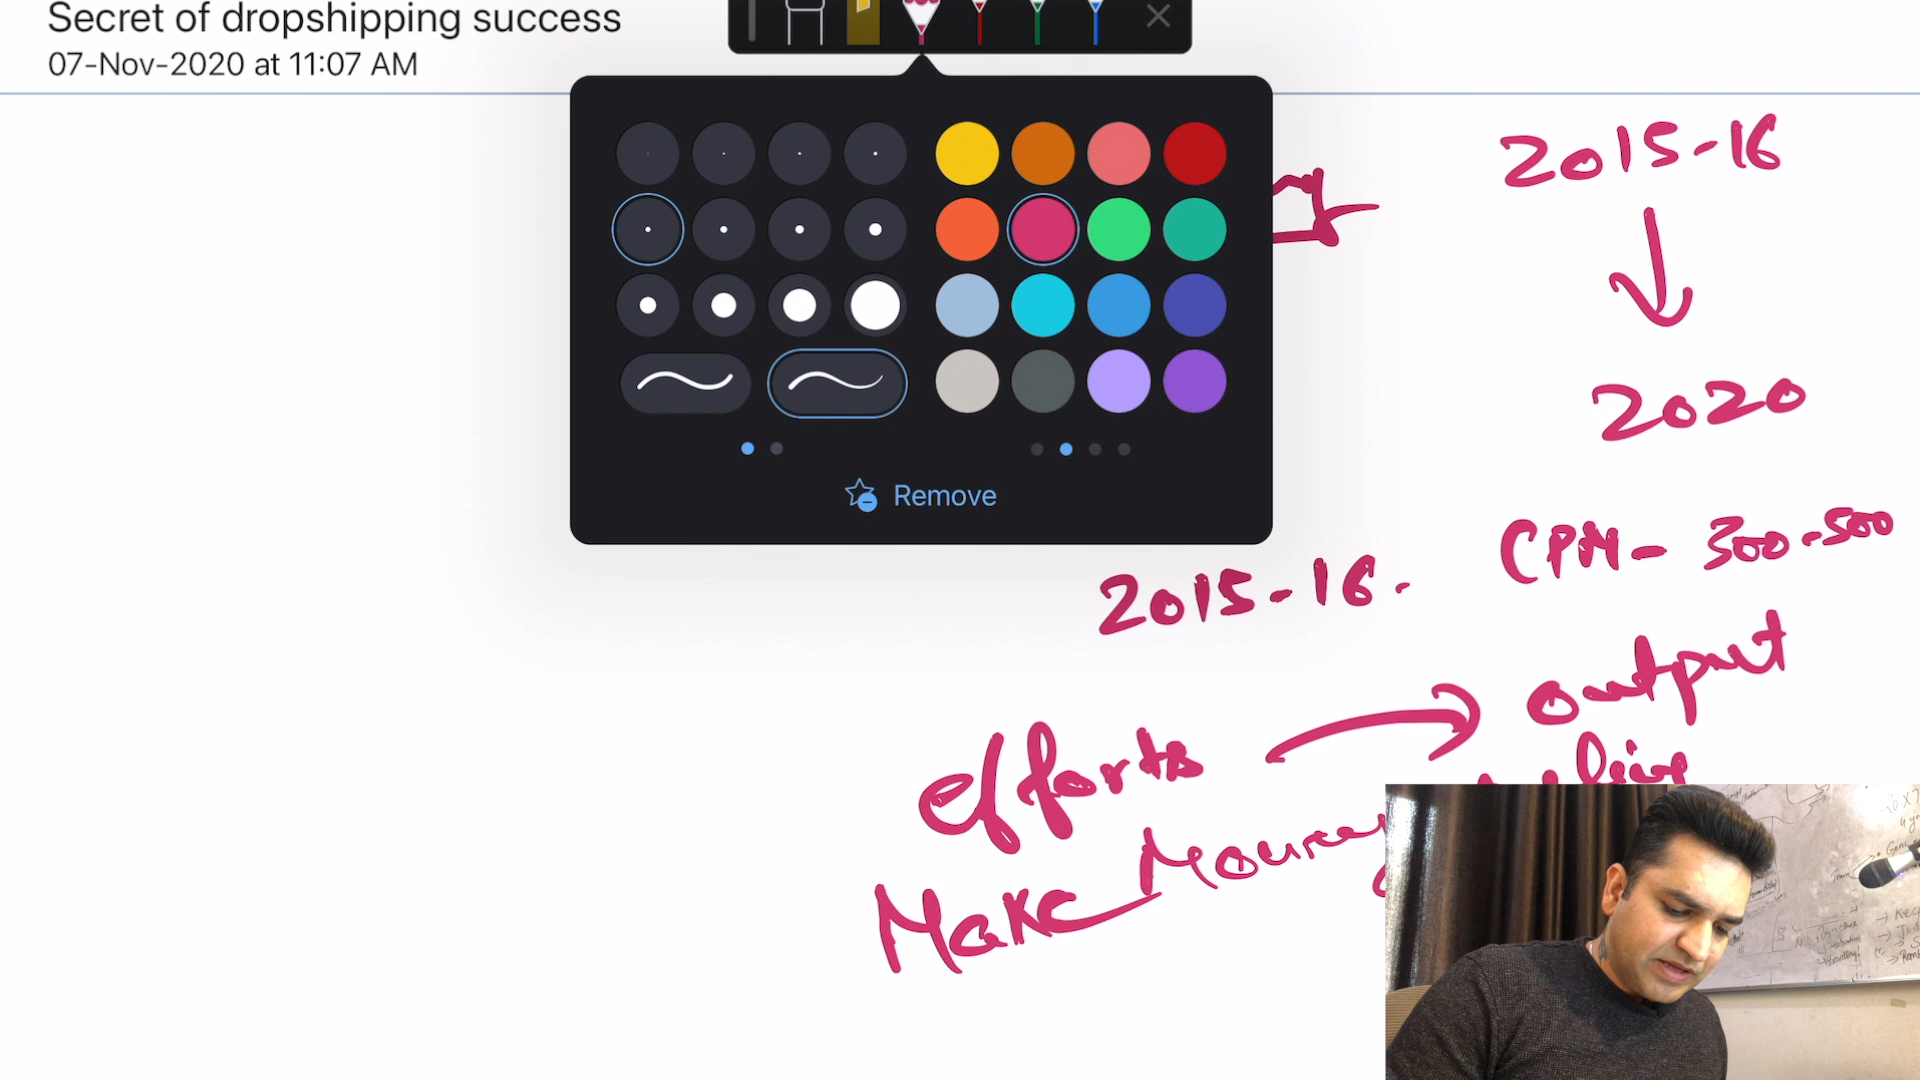 Secret of dropshipping success
07-Nov-2020 at 11:07 AM
2015-16
2020
Remove
CPM - 300-500
2015-16.
efforts → output
Make Money